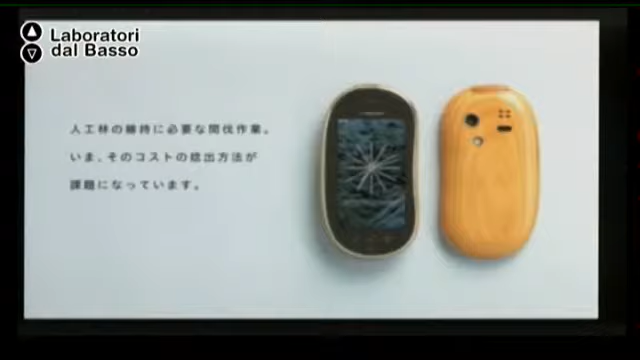 Laboratori
dal Basso
人工林の維持に必要な間伐作業。
いま、そのコストの捻出方法が
課題になっています。